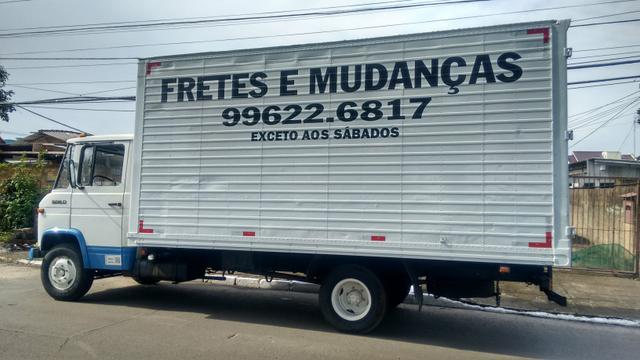 FRETES E MUDANÇAS
99622.6817
EXCETO AOS SÁBADOS